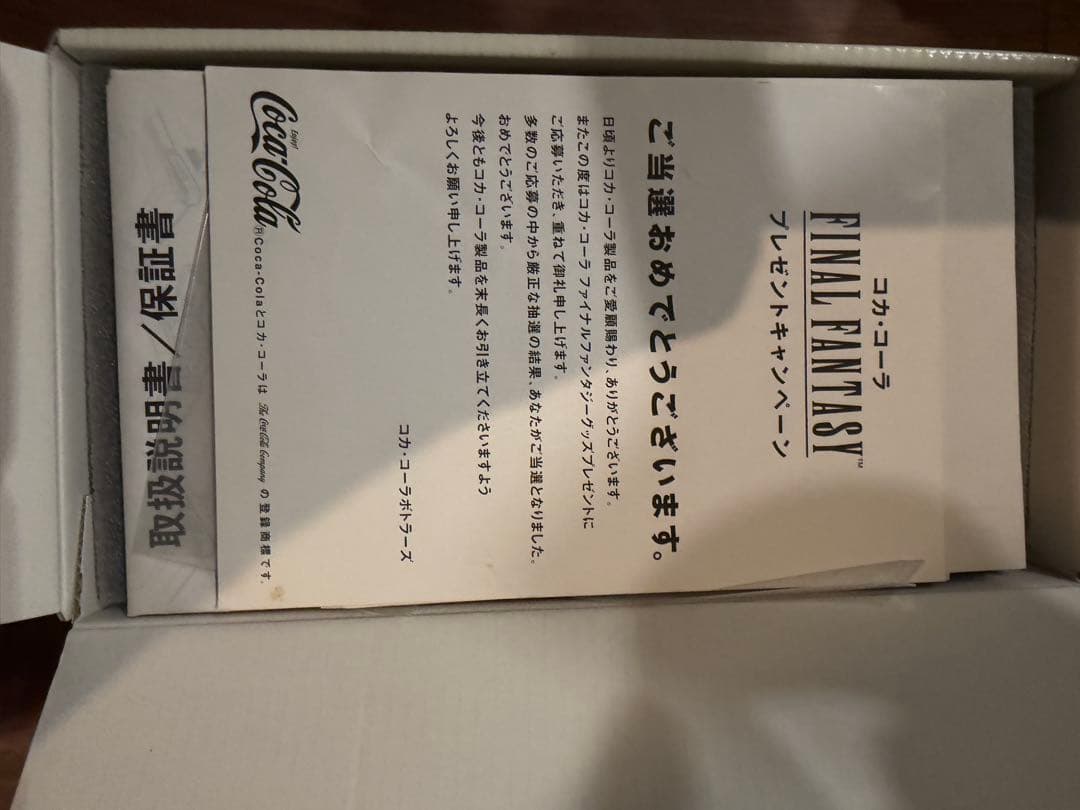 コカ・コーラ
FINAL FANTASY™
プレゼントキャンペーン
ご当選おめでとうございます。
日頃よりコカ・コーラ製品をご愛顧賜わり、ありがとうございます。
またこの度はコカ・コーラ ファイナルファンタジーグッズプレゼントに
ご応募いただき、重ねて御礼申し上げます。
多数のご応募の中から厳正な抽選の結果、あなたがご当選となりました。
おめでとうございます。
今後ともコカ・コーラ製品を末長くお引き立てくださいますよう
よろしくお願い申し上げます。
コカ・コーラボトラーズ
Enjoy
Coca-Cola®
Coca-Colaとコカ・コーラは The Coca-Cola Company の登録商標です.
取扱説明書／保証書